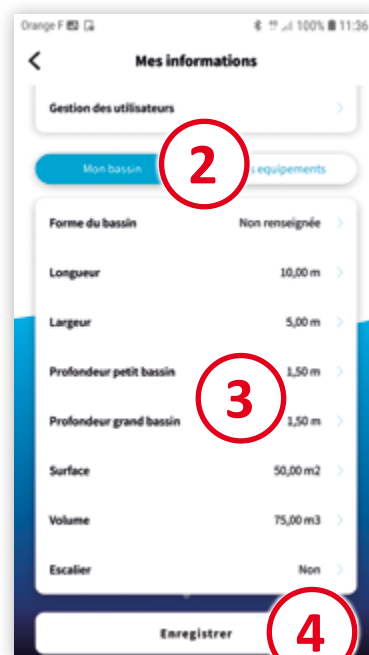 Orange F 100% 11:36
Mes informations
Gestion des utilisateurs
Mon bassin 2 equipements
Forme du bassin Non renseignée
Longueur 10,00 m
Largeur 5,00 m
Profondeur petit bassin 1,50 m
3
Profondeur grand bassin 1,50 m
Surface 50,00 m2
Volume 75,00 m3
Escalier Non
Enregistrer 4